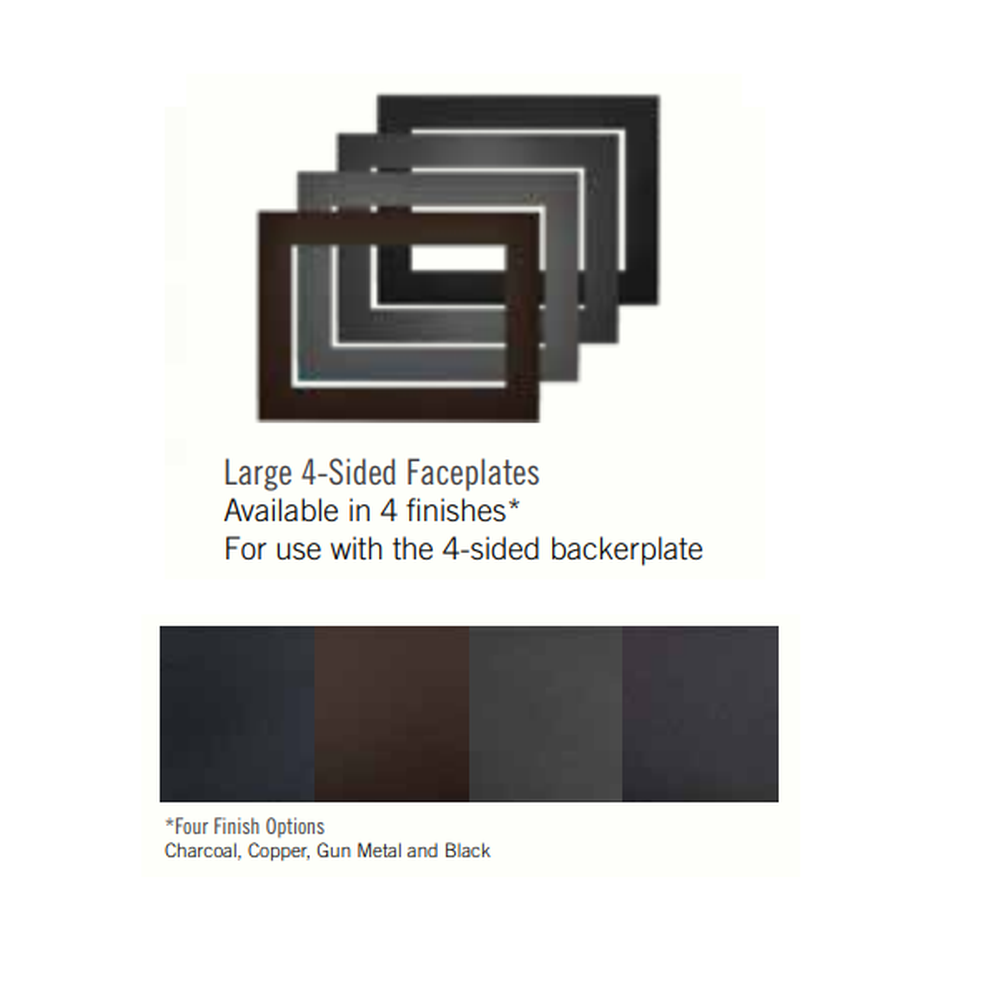 Large 4-Sided Faceplates
Available in 4 finishes*
For use with the 4-sided backerplate
*Four Finish Options
Charcoal, Copper, Gun Metal and Black